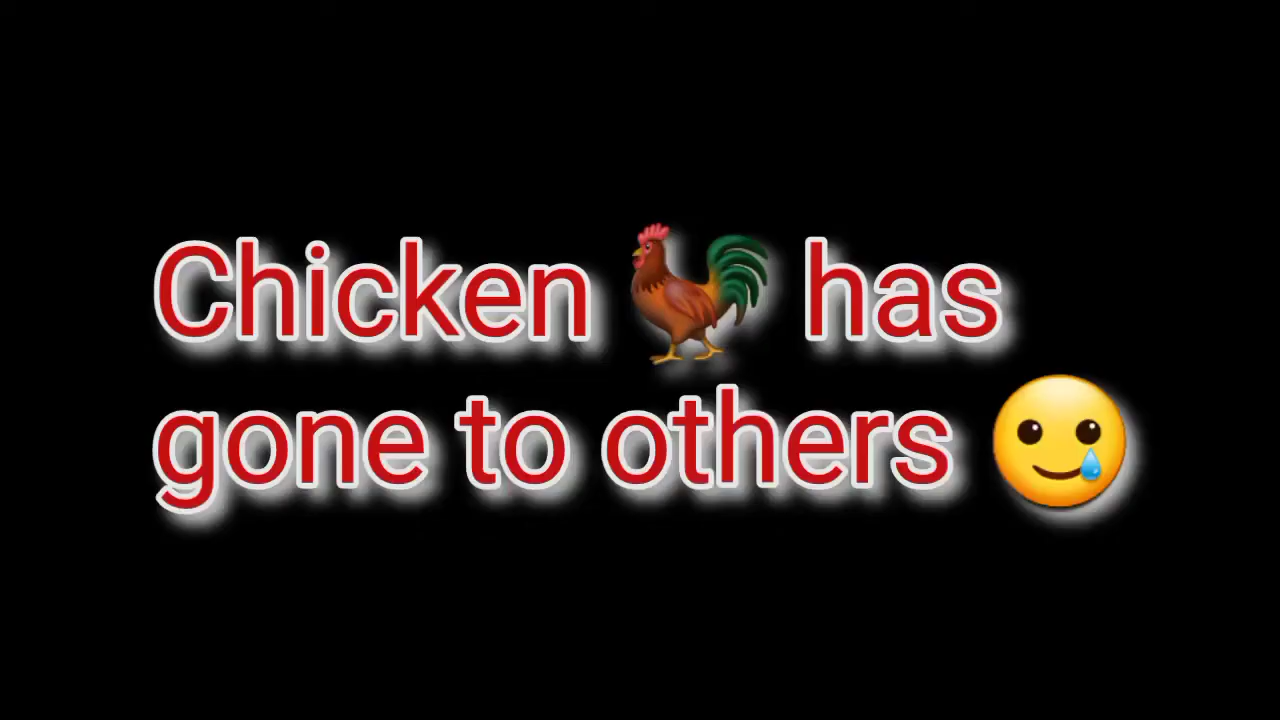 Chicken 🐓 has
gone to others 🥲